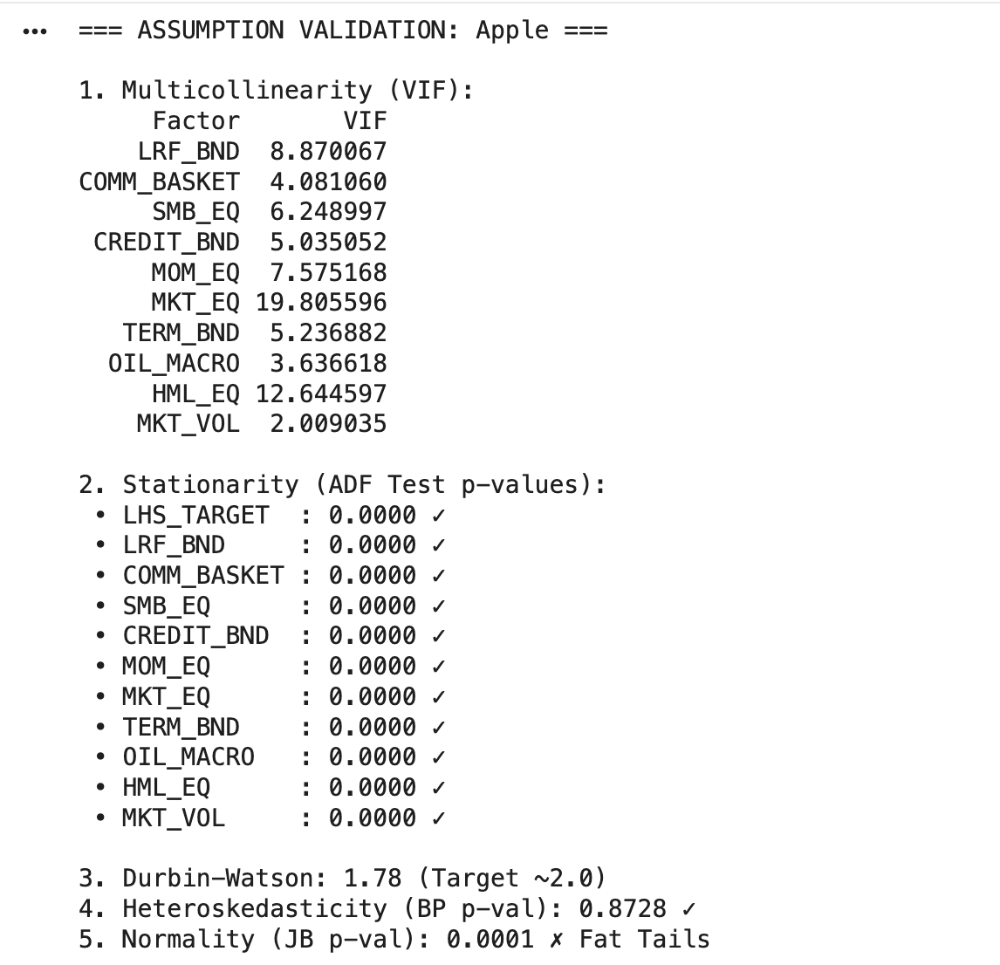 ••• === ASSUMPTION VALIDATION: Apple ===
1. Multicollinearity (VIF):
Factor VIF
LRF_BND 8.870067
COMM_BASKET 4.081060
SMB_EQ 6.248997
CREDIT_BND 5.035052
MOM_EQ 7.575168
MKT_EQ 19.805596
TERM_BND 5.236882
OIL_MACRO 3.636618
HML_EQ 12.644597
MKT_VOL 2.009035
2. Stationarity (ADF Test p-values):
• LHS_TARGET : 0.0000 ✓
• LRF_BND : 0.0000 ✓
• COMM_BASKET : 0.0000 ✓
• SMB_EQ : 0.0000 ✓
• CREDIT_BND : 0.0000 ✓
• MOM_EQ : 0.0000 ✓
• MKT_EQ : 0.0000 ✓
• TERM_BND : 0.0000 ✓
• OIL_MACRO : 0.0000 ✓
• HML_EQ : 0.0000 ✓
• MKT_VOL : 0.0000 ✓
3. Durbin-Watson: 1.78 (Target ~2.0)
4. Heteroskedasticity (BP p-val): 0.8728 ✓
5. Normality (JB p-val): 0.0001 ✗ Fat Tails